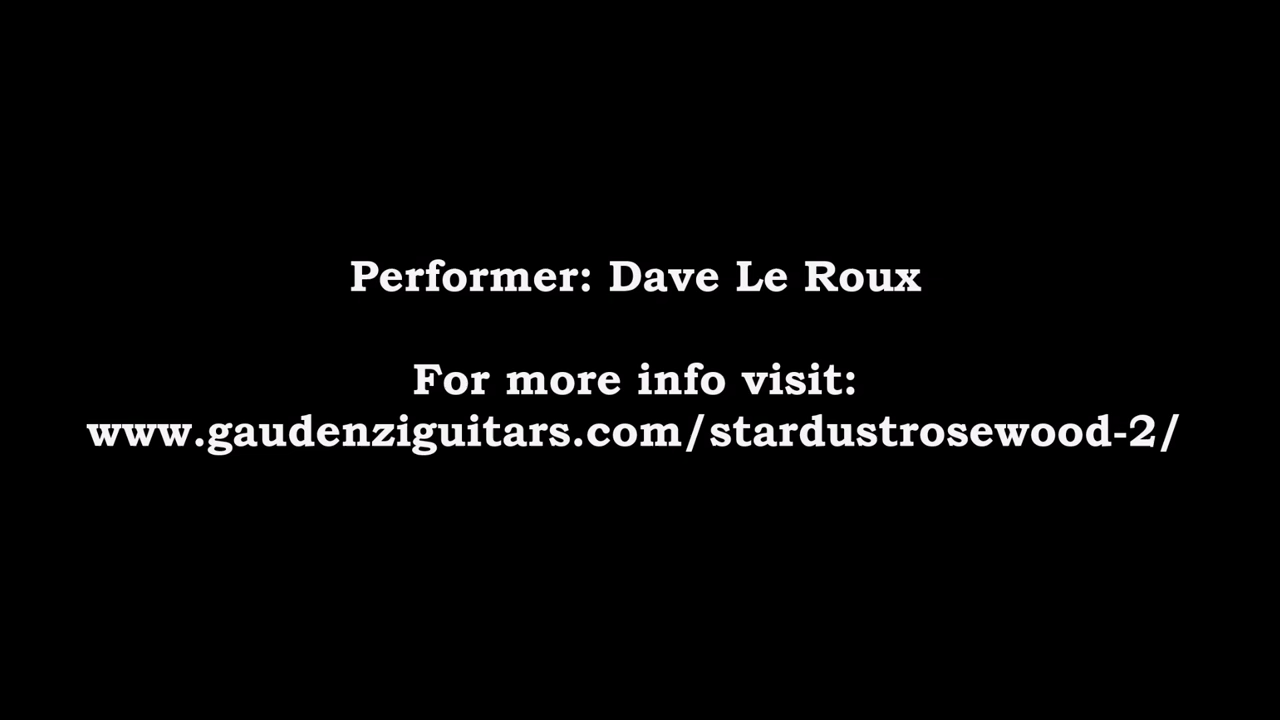 Performer: Dave Le Roux
For more info visit:
www.gaudenziguitars.com/stardustrosewood-2/